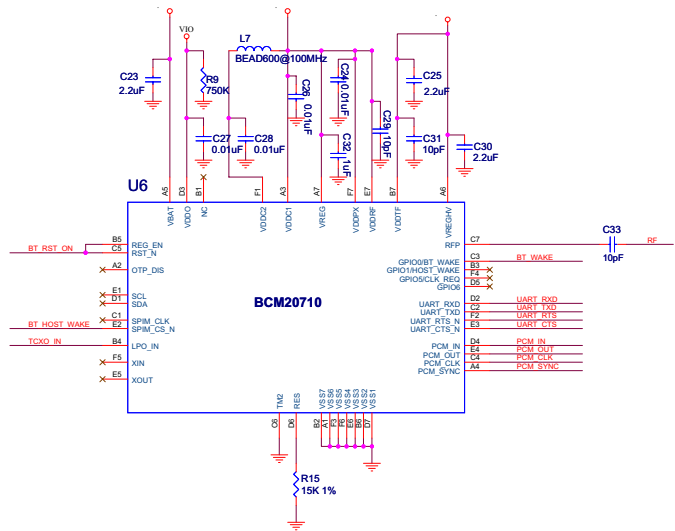 VIO
L7
BEAD600@100MHz
C23
2.2uF
R9
750K
C26
0.01uF
C24
0.01uF
C25
2.2uF
C27
0.01uF
C28
0.01uF
C32
1uF
C29
10pF
C31
10pF
C30
2.2uF
U6
A5
D3
B1
F1
A3
A7
F7
E7
B7
A6
VBAT
VDDO
NC
VDDC2
VDDC1
VREG
VDDPX
VDDRF
VDDTF
VREGHV
C33
10pF
RF
BT_RST_ON
B5
REG_EN
C5
RST_N
A2
OTP_DIS
E1
SCL
D1
SDA
C1
SPIM_CLK
BT_HOST_WAKE
E2
SPIM_CS_N
TCXO_IN
B4
LPO_IN
F5
XIN
E5
XOUT
BCM20710
RFP
C7
GPIO0/BT_WAKE
C3
BT_WAKE
GPIO1/HOST_WAKE
B3
GPIO5/CLK_REQ
F4
GPIO6
D5
UART_RXD
D2
UART_RXD
UART_TXD
C2
UART_TXD
UART_RTS_N
F2
UART_RTS
UART_CTS_N
E3
UART_CTS
PCM_IN
D4
PCM_IN
PCM_OUT
E4
PCM_OUT
PCM_CLK
C4
PCM_CLK
PCM_SYNC
A4
PCM_SYNC
TM2
RES
VSS7
VSS6
VSS5
VSS4
VSS3
VSS2
VSS1
C6
D6
B2
A1
F3
F6
E6
B6
D7
R15
15K 1%